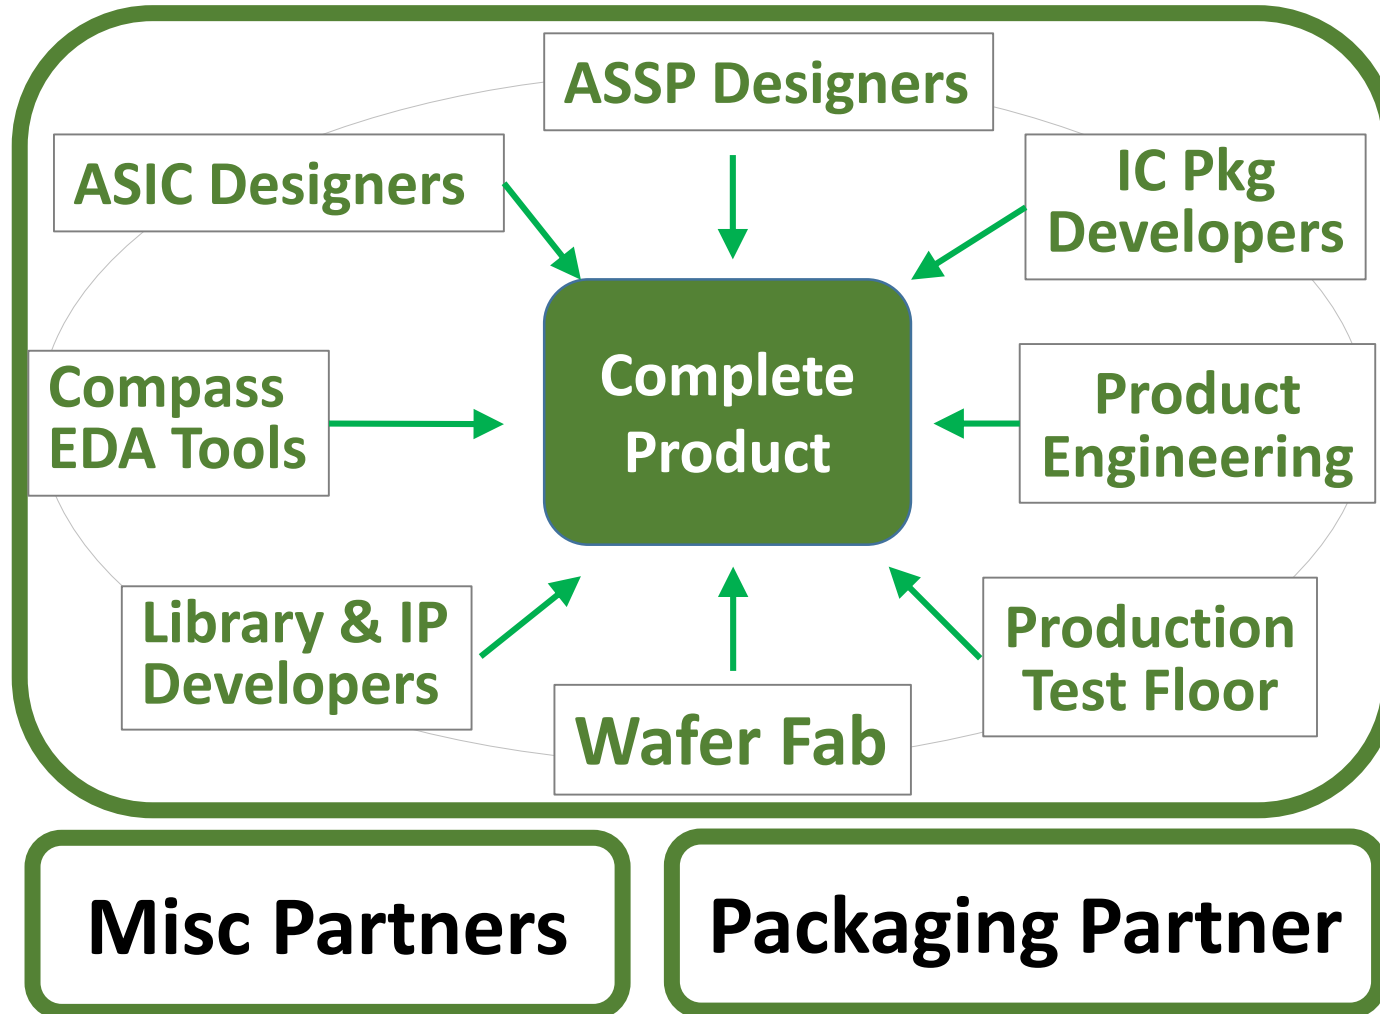 ASSP Designers
ASIC Designers
IC Pkg
Developers
Compass
EDA Tools
Complete
Product
Product
Engineering
Library & IP
Developers
Wafer Fab
Production
Test Floor
Misc Partners
Packaging Partner